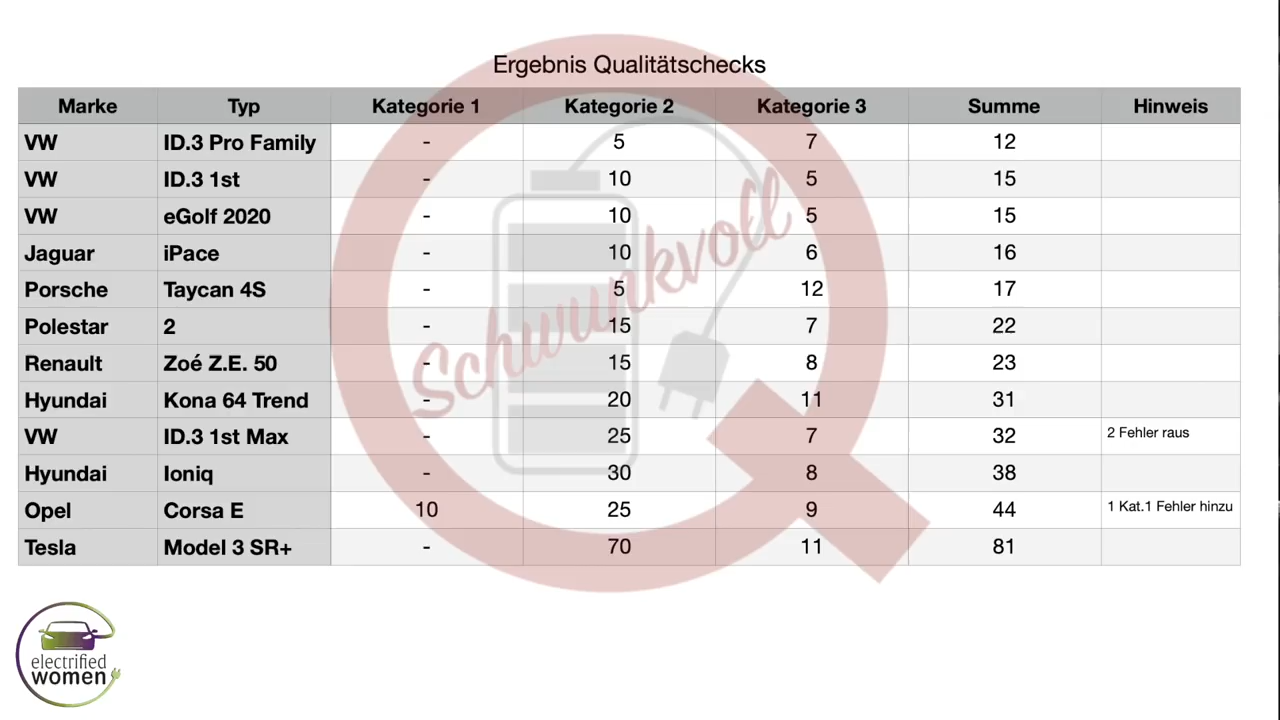 Ergebnis Qualitätschecks
Marke Typ Kategorie 1 Kategorie 2 Kategorie 3 Summe Hinweis
VW ID.3 Pro Family - 5 7 12
VW ID.3 1st - 10 5 15
VW eGolf 2020 - 10 5 15
Jaguar iPace - 10 6 16
Porsche Taycan 4S - 5 12 17
Polestar 2 - 15 7 22
Renault Zoé Z.E. 50 - 15 8 23
Hyundai Kona 64 Trend - 20 11 31
VW ID.3 1st Max - 25 7 32 2 Fehler raus
Hyundai Ioniq - 30 8 38
Opel Corsa E 10 25 9 44 1 Kat.1 Fehler hinzu
Tesla Model 3 SR+ - 70 11 81
Schwunkvoll
electrified
women